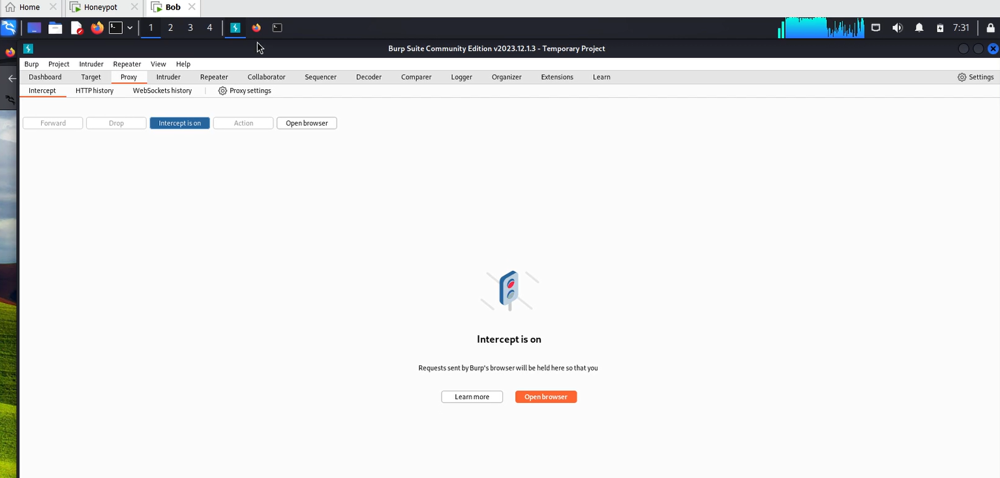 Home Honeypot Bob
1 2 3 4 7:31
Burp Suite Community Edition v2023.12.1.3 - Temporary Project
Burp Project Intruder Repeater View Help
Dashboard Target Proxy Intruder Repeater Collaborator Sequencer Decoder Comparer Logger Organizer Extensions Learn Settings
Intercept HTTP history WebSockets history Proxy settings
Forward Drop Intercept is on Action Open browser
Intercept is on
Requests sent by Burp's browser will be held here so that you
Learn more Open browser